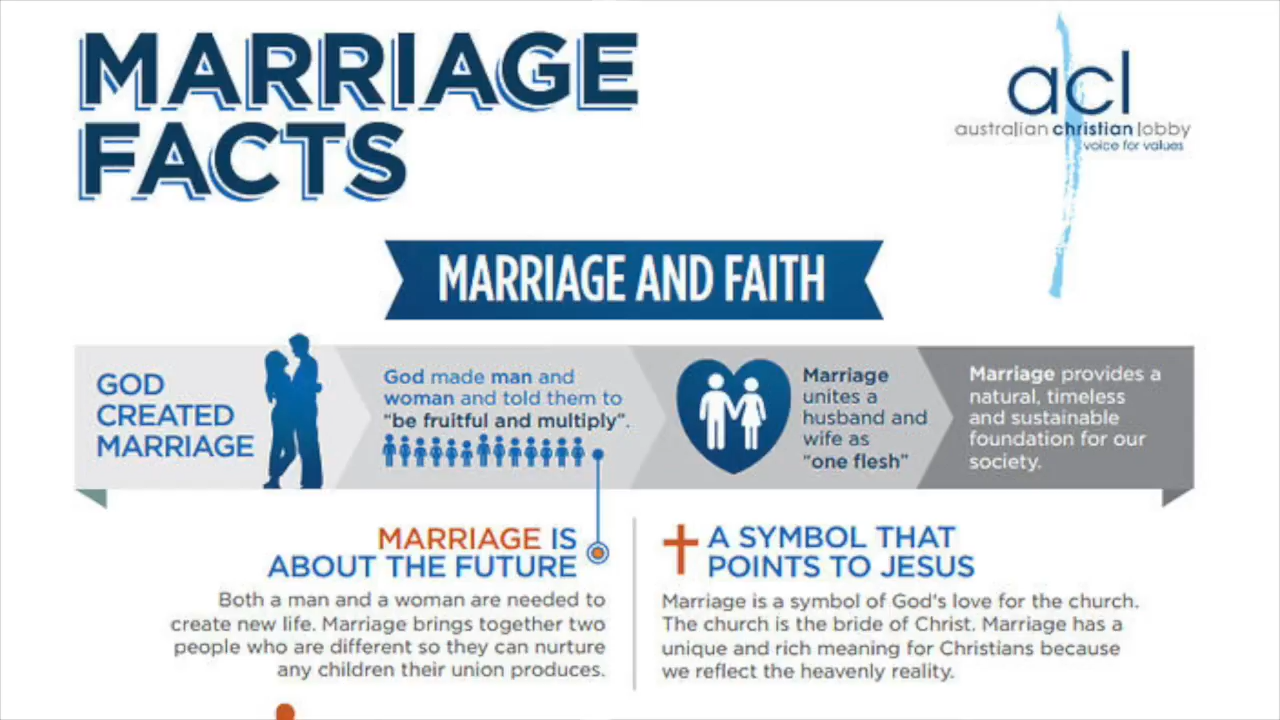 MARRIAGE
FACTS
acl
australian christian lobby
voice for values
MARRIAGE AND FAITH
GOD
CREATED
MARRIAGE
God made man and
woman and told them to
“be fruitful and multiply”.
Marriage
unites a
husband and
wife as
“one flesh”
Marriage provides a
natural, timeless
and sustainable
foundation for our
society.
MARRIAGE IS
ABOUT THE FUTURE
Both a man and a woman are needed to
create new life. Marriage brings together two
people who are different so they can nurture
any children their union produces.
A SYMBOL THAT
POINTS TO JESUS
Marriage is a symbol of God’s love for the church.
The church is the bride of Christ. Marriage has a
unique and rich meaning for Christians because
we reflect the heavenly reality.